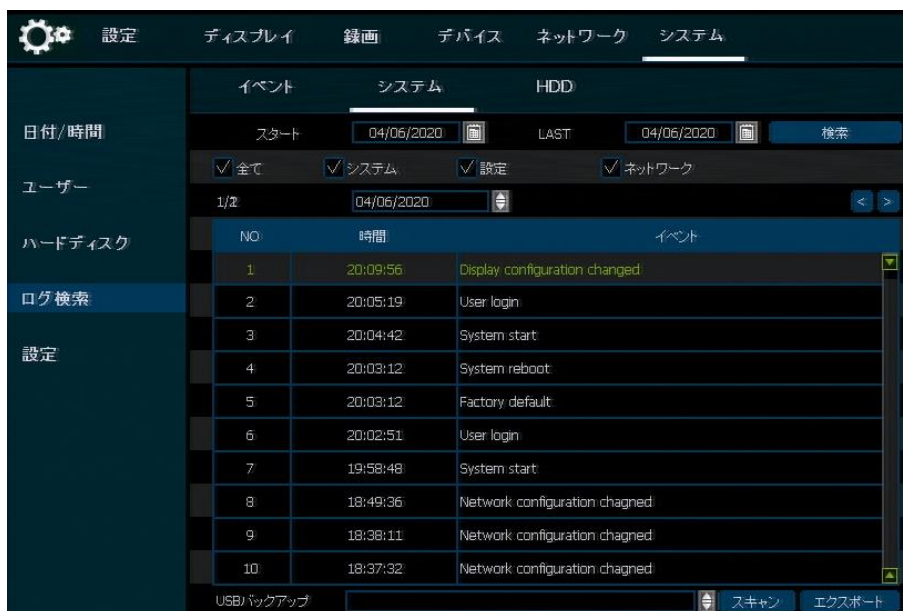 設定 ディスプレイ 録画 デバイス ネットワーク システム
イベント システム HDD
日付/時間
ユーザー
ハードディスク
ログ検索
設定
スタート 04/06/2020 LAST 04/06/2020 検索
全て システム 設定 ネットワーク
1/2 04/06/2020 < >
NO 時間 イベント
1 20:09:56 Display configuration changed
2 20:05:19 User login
3 20:04:42 System start
4 20:03:12 System reboot
5 20:03:12 Factory default
6 20:02:51 User login
7 19:58:48 System start
8 18:49:36 Network configuration chagned
9 18:38:11 Network configuration chagned
10 18:37:32 Network configuration chagned
USBバックアップ スキャン エクスポート